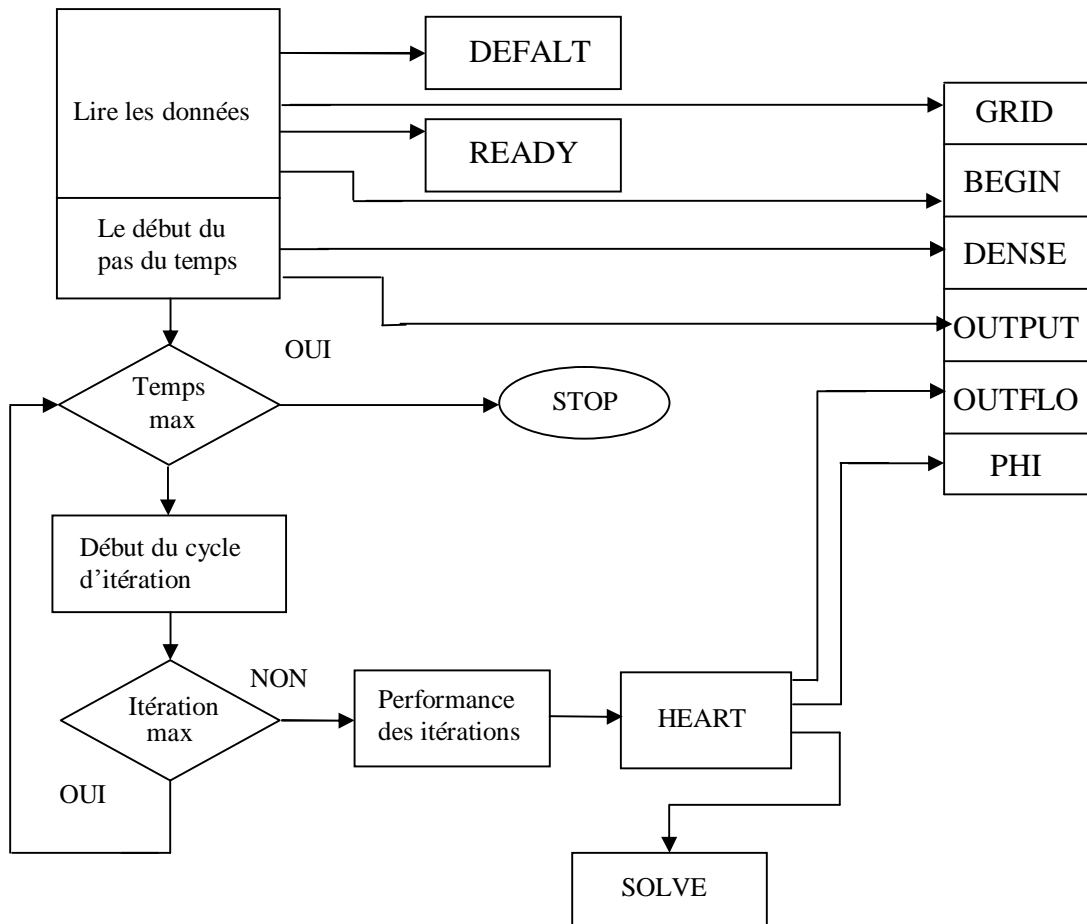 DEFALT
Lire les données
GRID
READY
BEGIN
Le début du
pas du temps
DENSE
OUTPUT
OUI
Temps
max
STOP
OUTFLO
PHI
Début du cycle
d’itération
NON
Itération
max
Performance
des itérations
HEART
OUI
SOLVE